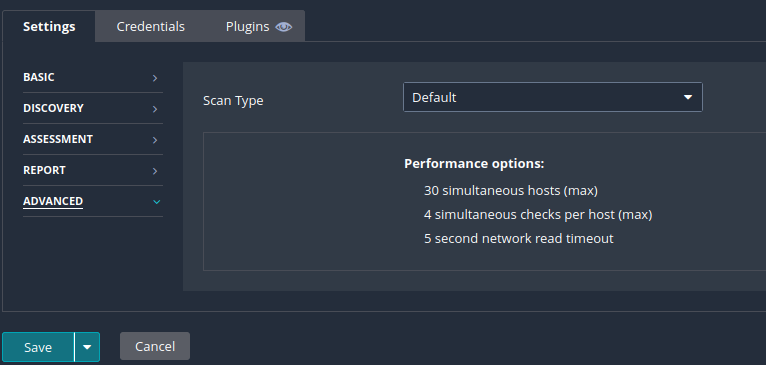 Settings Credentials Plugins
BASIC
DISCOVERY
ASSESSMENT
REPORT
ADVANCED
Scan Type Default
Performance options:
30 simultaneous hosts (max)
4 simultaneous checks per host (max)
5 second network read timeout
Save Cancel